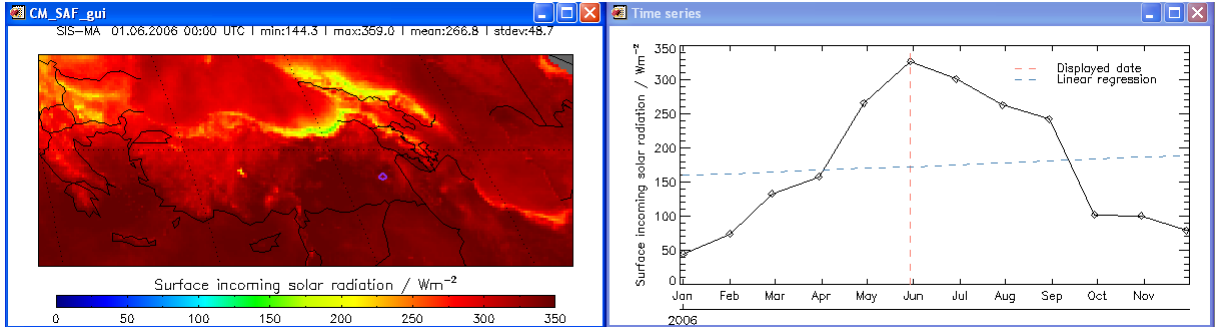 CM_SAF_gui
SIS-MA 01.06.2006 00:00 UTC | min:144.3 | max:359.0 | mean:266.8 | stdev:48.7
Surface incoming solar radiation / Wm⁻²
0 50 100 150 200 250 300 350
Time series
Surface incoming solar radiation / Wm⁻²
350
300
250
200
150
100
50
0
Displayed date
Linear regression
Jan Feb Mar Apr May Jun Jul Aug Sep Oct Nov
2006